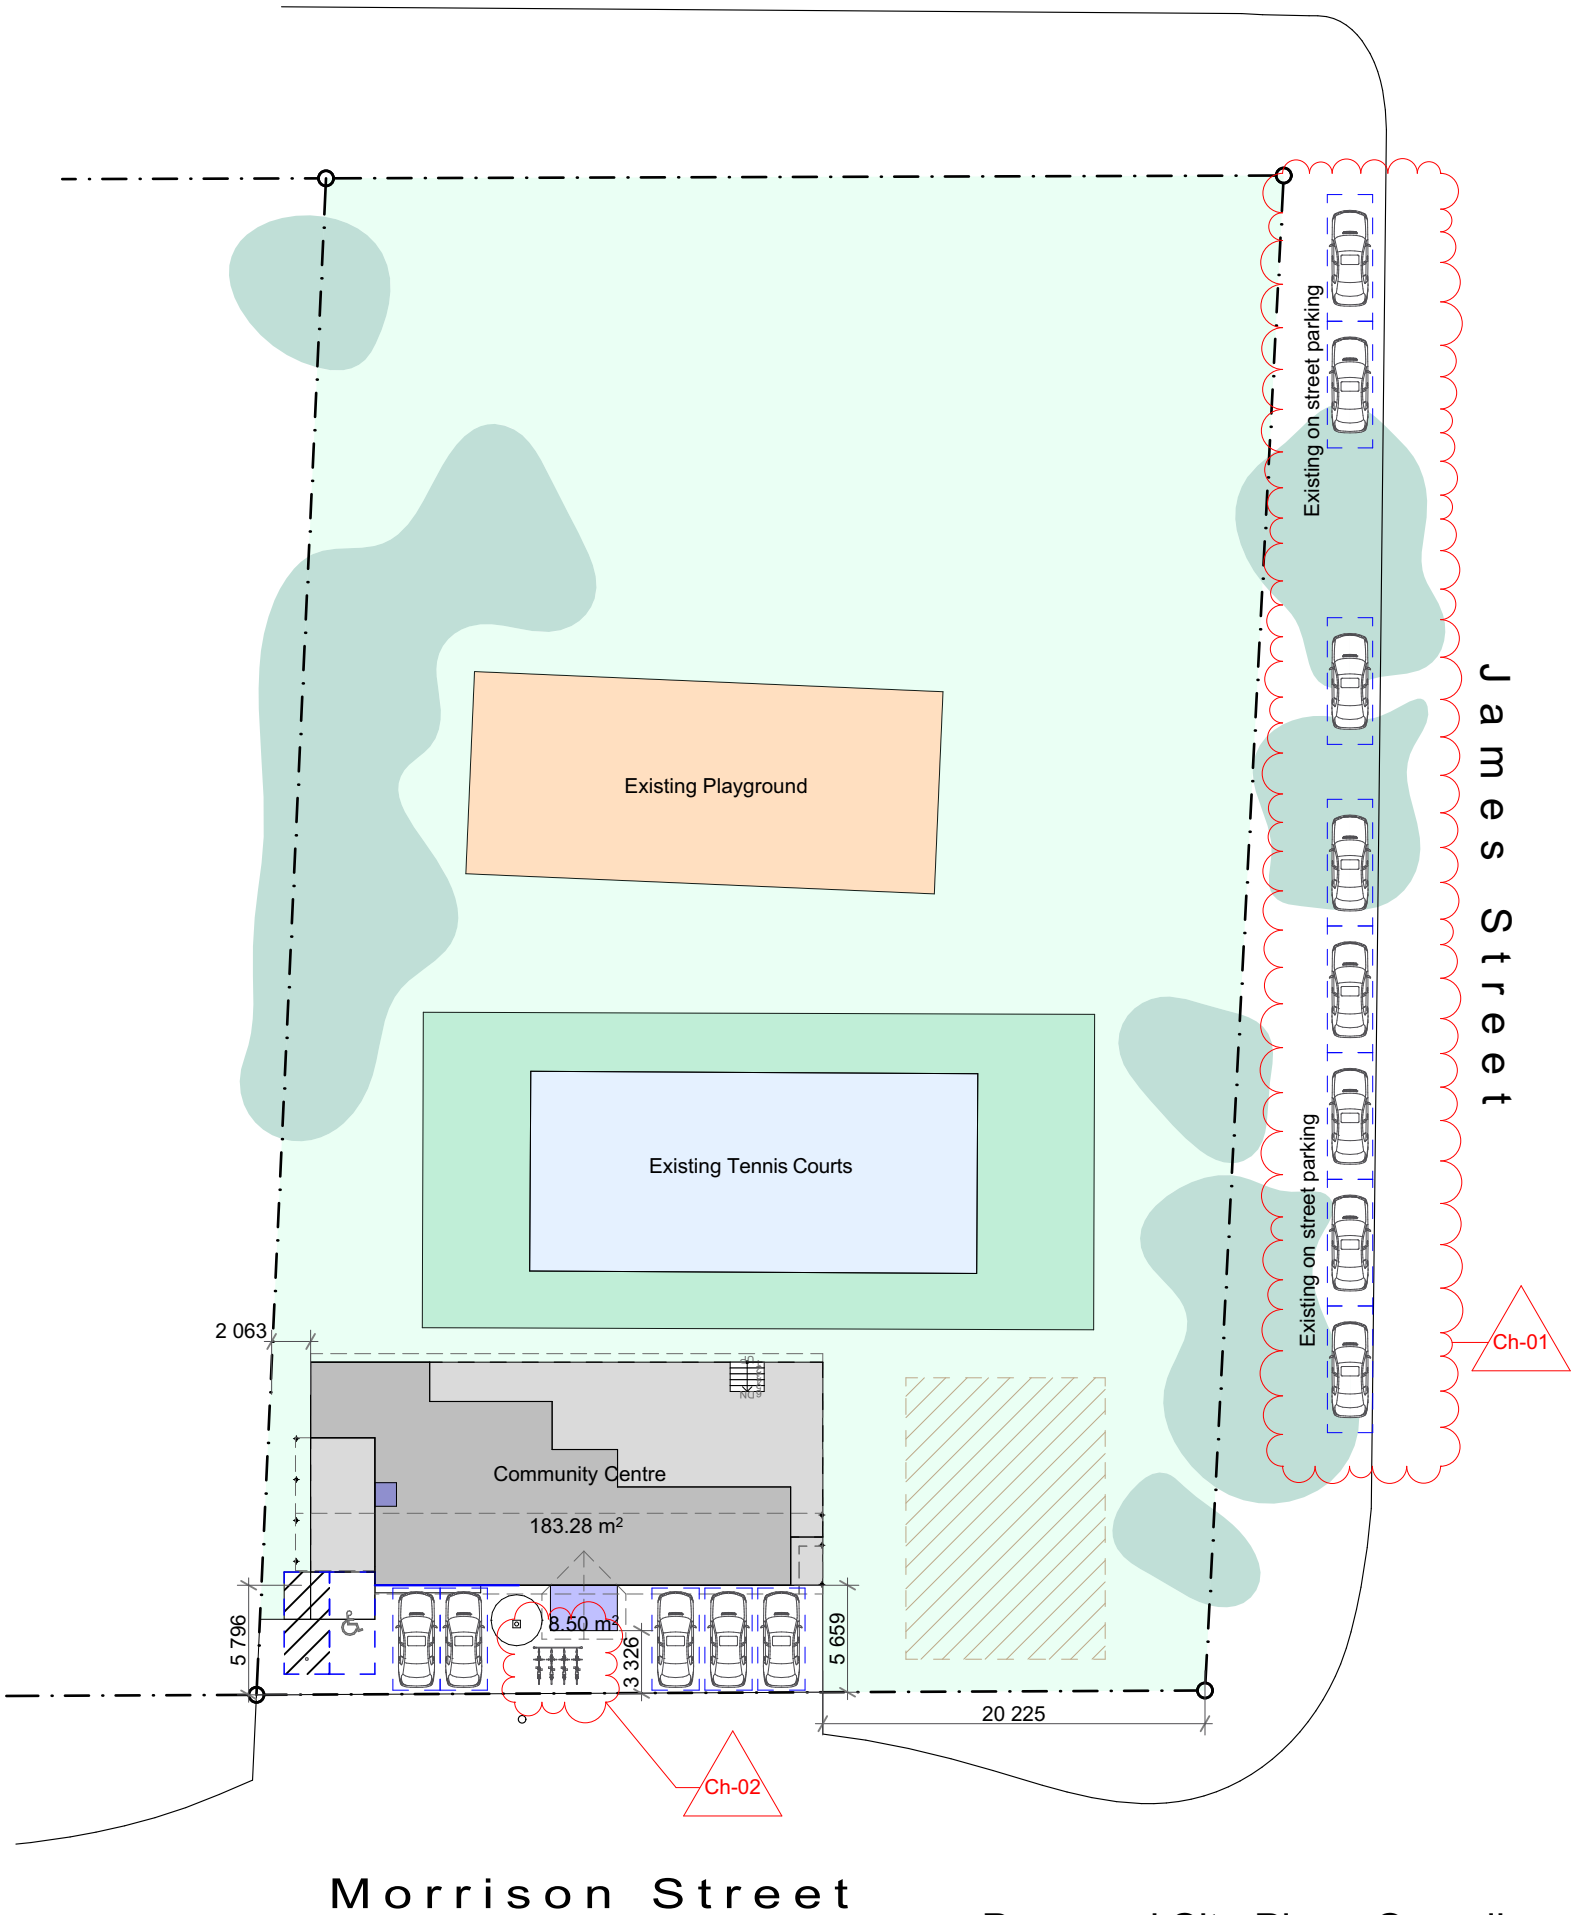 Existing on street parking
James Street
Existing Playground
Existing Tennis Courts
Existing on street parking
Ch-01
2 063
UP
DN
Community Centre
183.28 m²
8.50 m²
5 796
3 326
5 659
20 225
Ch-02
Morrison Street